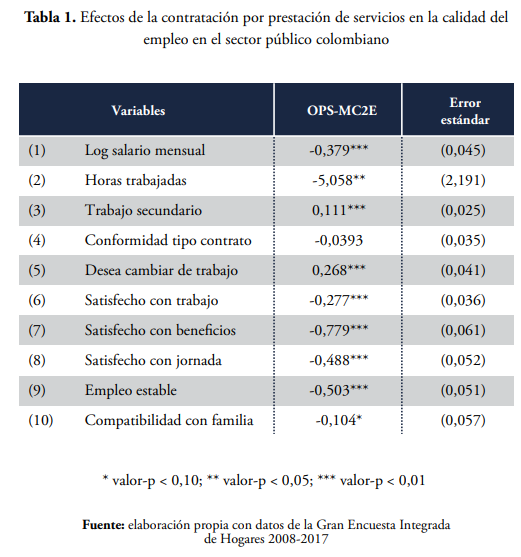 Tabla 1. Efectos de la contratación por prestación de servicios en la calidad del
empleo en el sector público colombiano
Variables OPS-MC2E Error
estándar
(1) Log salario mensual -0,379*** (0,045)
(2) Horas trabajadas -5,058** (2,191)
(3) Trabajo secundario 0,111*** (0,025)
(4) Conformidad tipo contrato -0,0393 (0,035)
(5) Desea cambiar de trabajo 0,268*** (0,041)
(6) Satisfecho con trabajo -0,277*** (0,036)
(7) Satisfecho con beneficios -0,779*** (0,061)
(8) Satisfecho con jornada -0,488*** (0,052)
(9) Empleo estable -0,503*** (0,051)
(10) Compatibilidad con familia -0,104* (0,057)
* valor-p < 0,10; ** valor-p < 0,05; *** valor-p < 0,01
Fuente: elaboración propia con datos de la Gran Encuesta Integrada
de Hogares 2008-2017